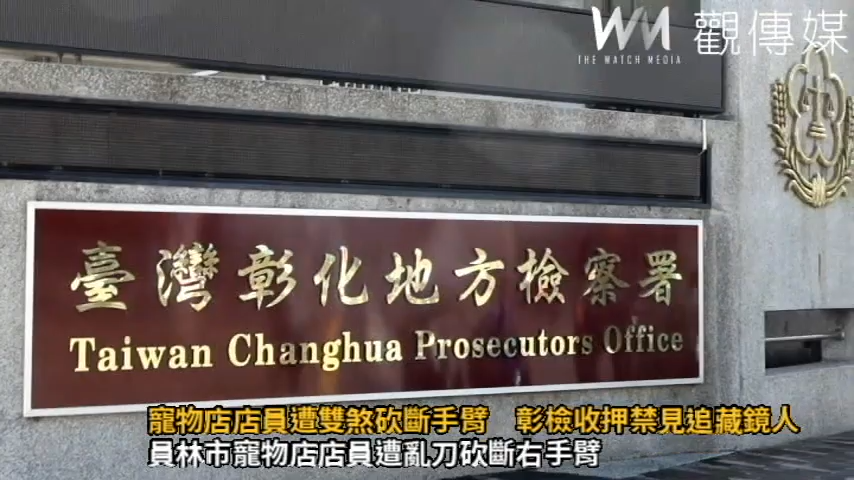 WM 觀傳媒
THE WATCH MEDIA
臺灣彰化地方檢察署
Taiwan Changhua Prosecutors Office
寵物店店員遭雙煞砍斷手臂 彰檢收押禁見追藏鏡人
員林市寵物店店員遭亂刀砍斷右手臂